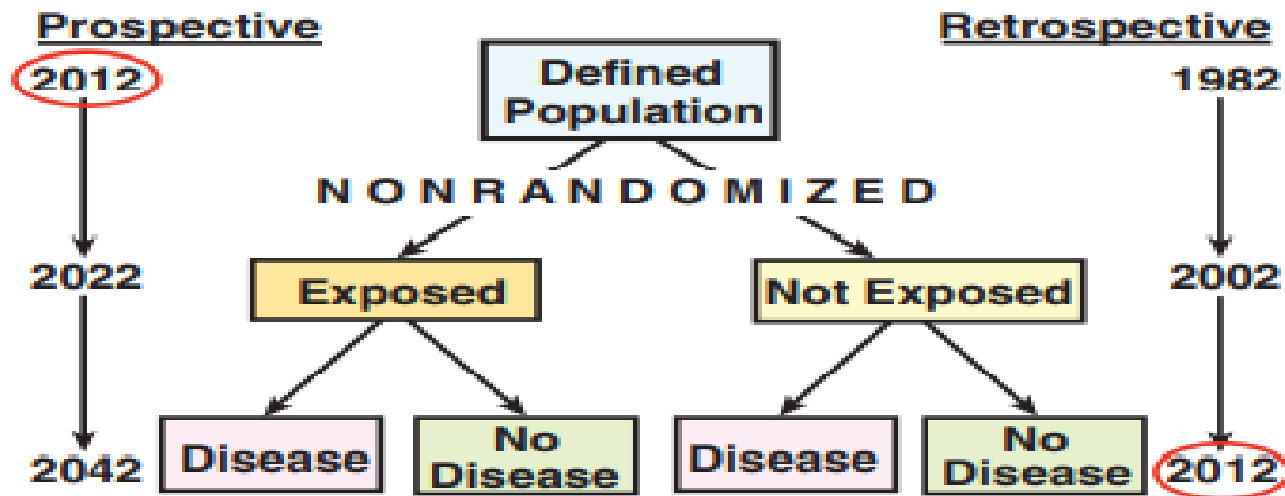 Prospective
Retrospective
2012
Defined
Population
1982
NONRANDOMIZED
2022
Exposed
Not Exposed
2002
2042
Disease
No
Disease
Disease
No
Disease
2012